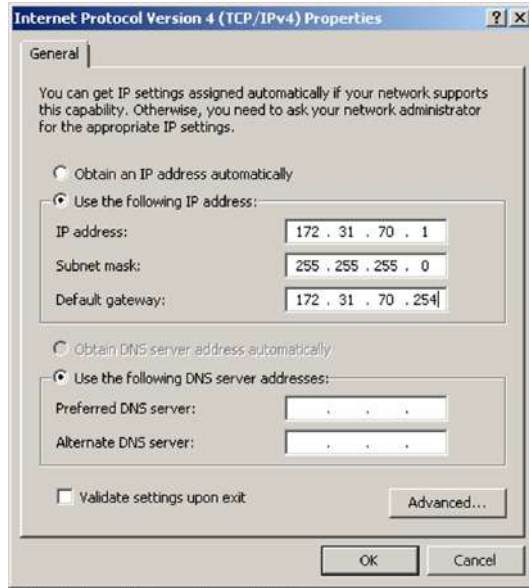 Internet Protocol Version 4 (TCP/IPv4) Properties
General
You can get IP settings assigned automatically if your network supports
this capability. Otherwise, you need to ask your network administrator
for the appropriate IP settings.
Obtain an IP address automatically
Use the following IP address:
IP address: 172 . 31 . 70 . 1
Subnet mask: 255 . 255 . 255 . 0
Default gateway: 172 . 31 . 70 . 254
Obtain DNS server address automatically
Use the following DNS server addresses:
Preferred DNS server: . . .
Alternate DNS server: . . .
Validate settings upon exit
Advanced...
OK Cancel